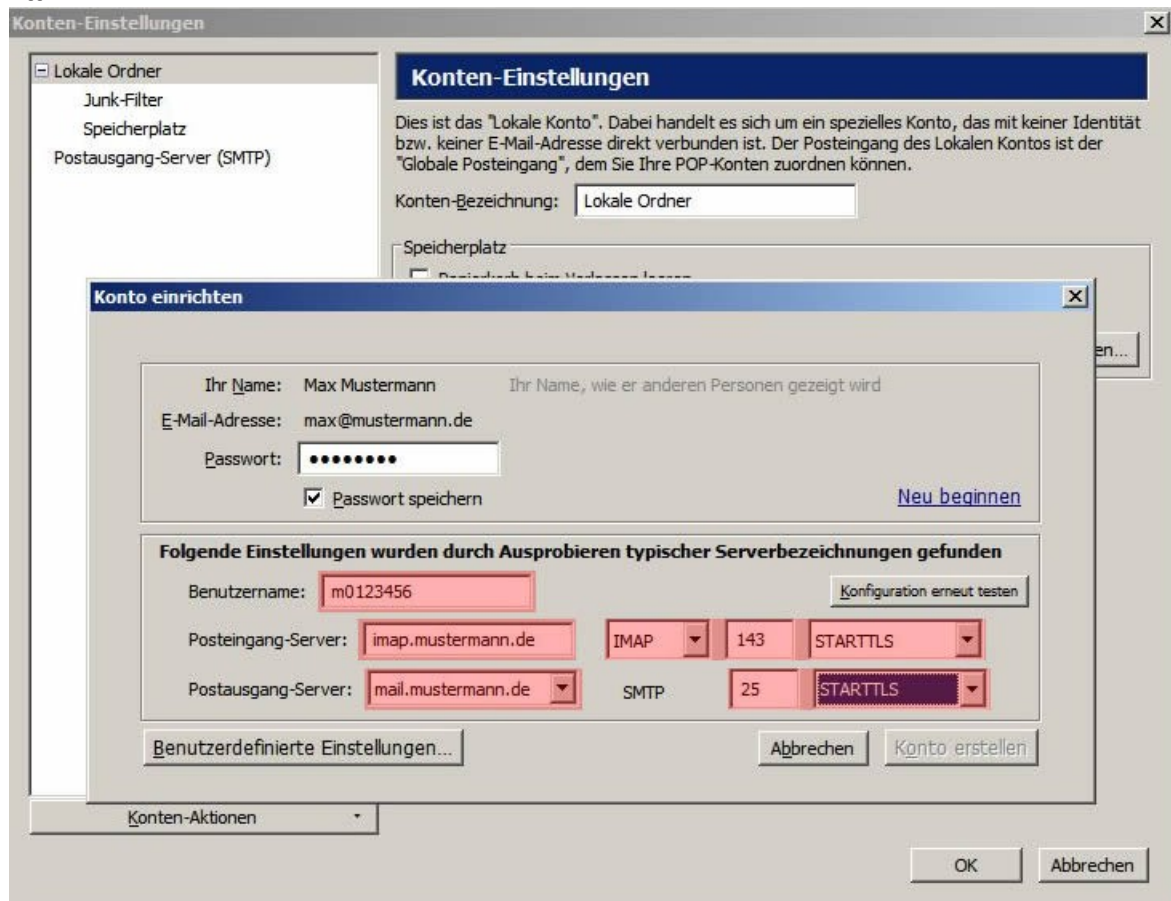 Konten-Einstellungen
Lokale Ordner
Junk-Filter
Speicherplatz
Postausgang-Server (SMTP)
Konten-Einstellungen
Dies ist das "Lokale Konto". Dabei handelt es sich um ein spezielles Konto, das mit keiner Identität
bzw. keiner E-Mail-Adresse direkt verbunden ist. Der Posteingang des Lokalen Kontos ist der
"Globale Posteingang", dem Sie Ihre POP-Konten zuordnen können.
Konten-Bezeichnung: Lokale Ordner
Speicherplatz
Papierkorb beim Verlassen leeren
en...
Konto einrichten
Ihr Name: Max Mustermann Ihr Name, wie er anderen Personen gezeigt wird
E-Mail-Adresse: max@mustermann.de
Passwort:
Passwort speichern Neu beginnen
Folgende Einstellungen wurden durch Ausprobieren typischer Serverbezeichnungen gefunden
Benutzername: m0123456 Konfiguration erneut testen
Posteingang-Server: imap.mustermann.de IMAP 143 STARTTLS
Postausgang-Server: mail.mustermann.de SMTP 25 STARTTLS
Benutzerdefinierte Einstellungen... Abbrechen Konto erstellen
Konten-Aktionen
OK Abbrechen